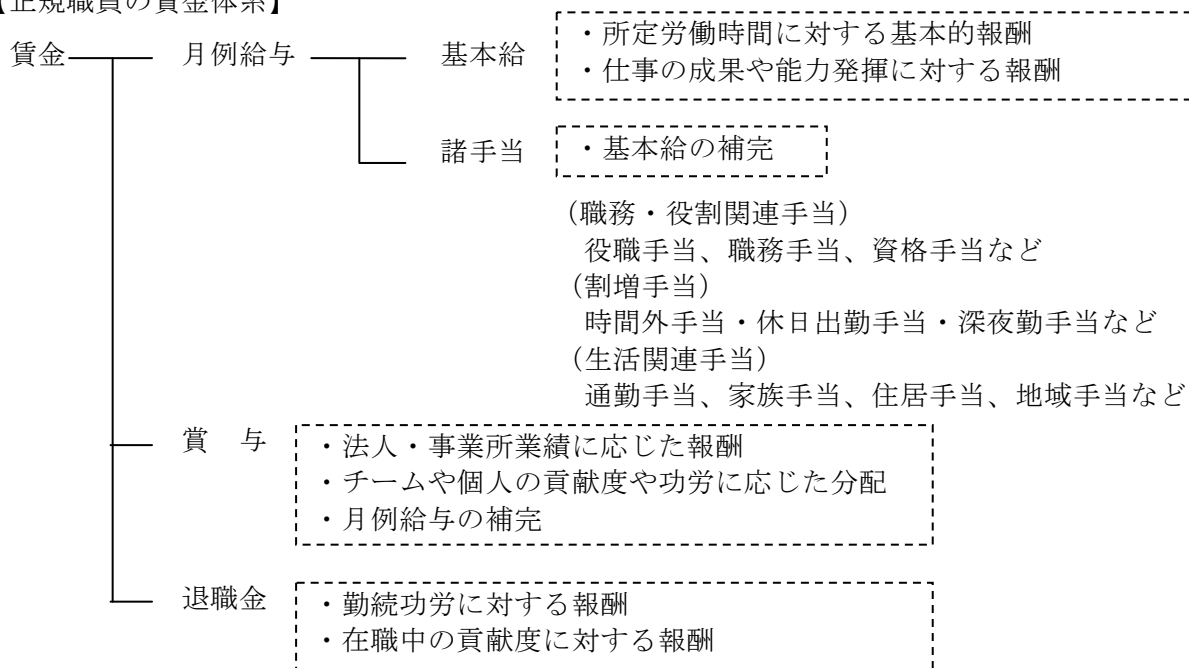 【正規職員の賃金体系】
賃金 月例給与 基本給 ・所定労働時間に対する基本的報酬
・仕事の成果や能力発揮に対する報酬
諸手当 ・基本給の補完
(職務・役割関連手当)
役職手当、職務手当、資格手当など
(割増手当)
時間外手当・休日出勤手当・深夜勤手当など
(生活関連手当)
通勤手当、家族手当、住居手当、地域手当など
賞 与 ・法人・事業所業績に応じた報酬
・チームや個人の貢献度や功労に応じた分配
・月例給与の補完
退職金 ・勤続功労に対する報酬
・在職中の貢献度に対する報酬